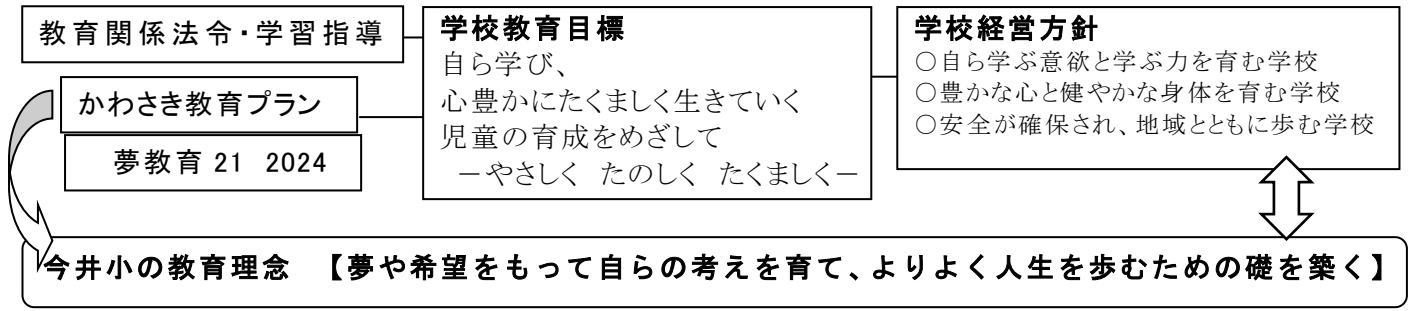 教育関係法令・学習指導
かわさき教育プラン
夢教育 21 2024
学校教育目標
自ら学び、
心豊かにたくましく生きていく
児童の育成をめざして
－やさしく たのしく たくましく－
学校経営方針
○自ら学ぶ意欲と学ぶ力を育む学校
○豊かな心と健やかな身体を育む学校
○安全が確保され、地域とともに歩む学校
今井小の教育理念 【夢や希望をもって自らの考えを育て、よりよく人生を歩むための礎を築く】